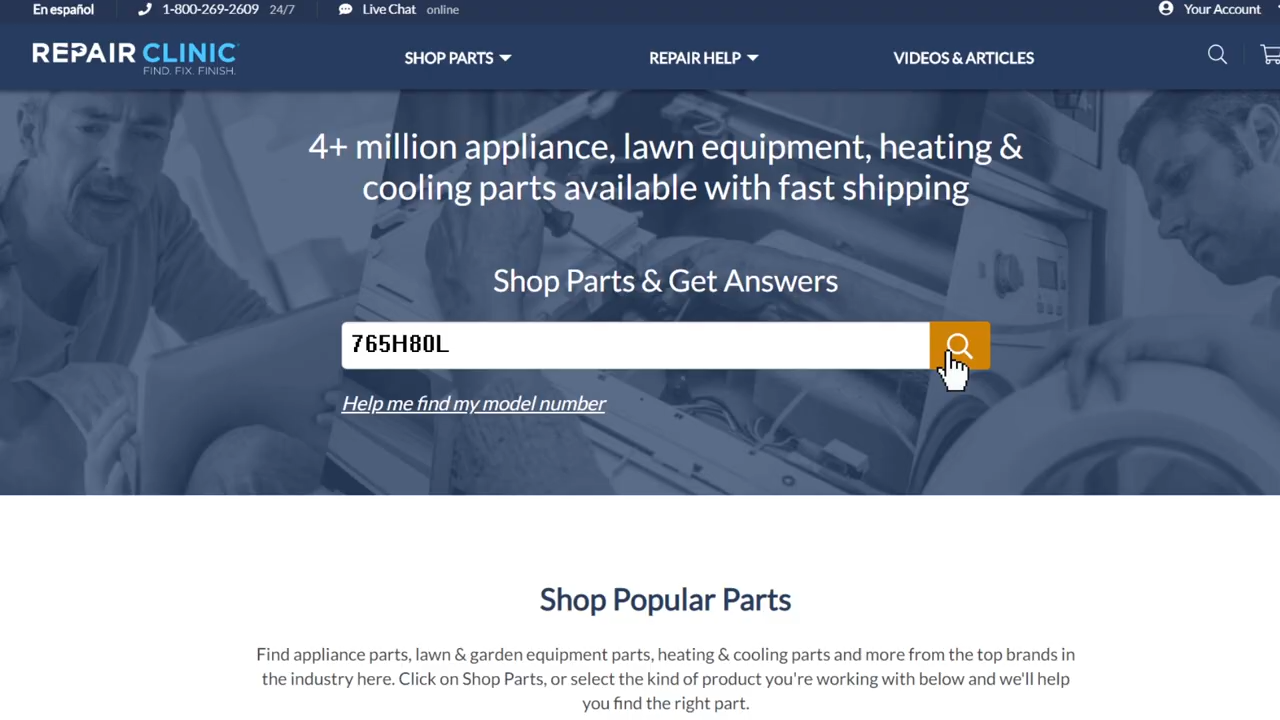 En español
1-800-269-2609 24/7
Live Chat online
Your Account
REPAIR CLINIC
FIND. FIX. FINISH.
SHOP PARTS
REPAIR HELP
VIDEOS & ARTICLES
4+ million appliance, lawn equipment, heating &
cooling parts available with fast shipping
Shop Parts & Get Answers
765H80L
Help me find my model number
Shop Popular Parts
Find appliance parts, lawn & garden equipment parts, heating & cooling parts and more from the top brands in
the industry here. Click on Shop Parts, or select the kind of product you're working with below and we'll help
you find the right part.